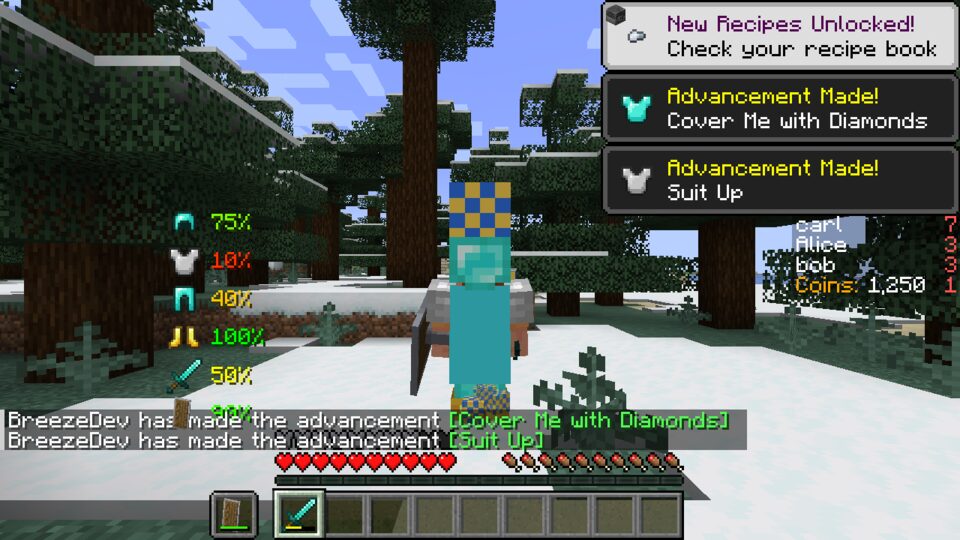 New Recipes Unlocked!
Check your recipe book
Advancement Made!
Cover Me with Diamonds
Advancement Made!
Suit Up
75%
10%
40%
100%
50%
carl 7
Alice 3
bob 3
Coins: 1,250 1
BreezeDev has made the advancement [Cover Me with Diamonds]
BreezeDev has made the advancement [Suit Up]